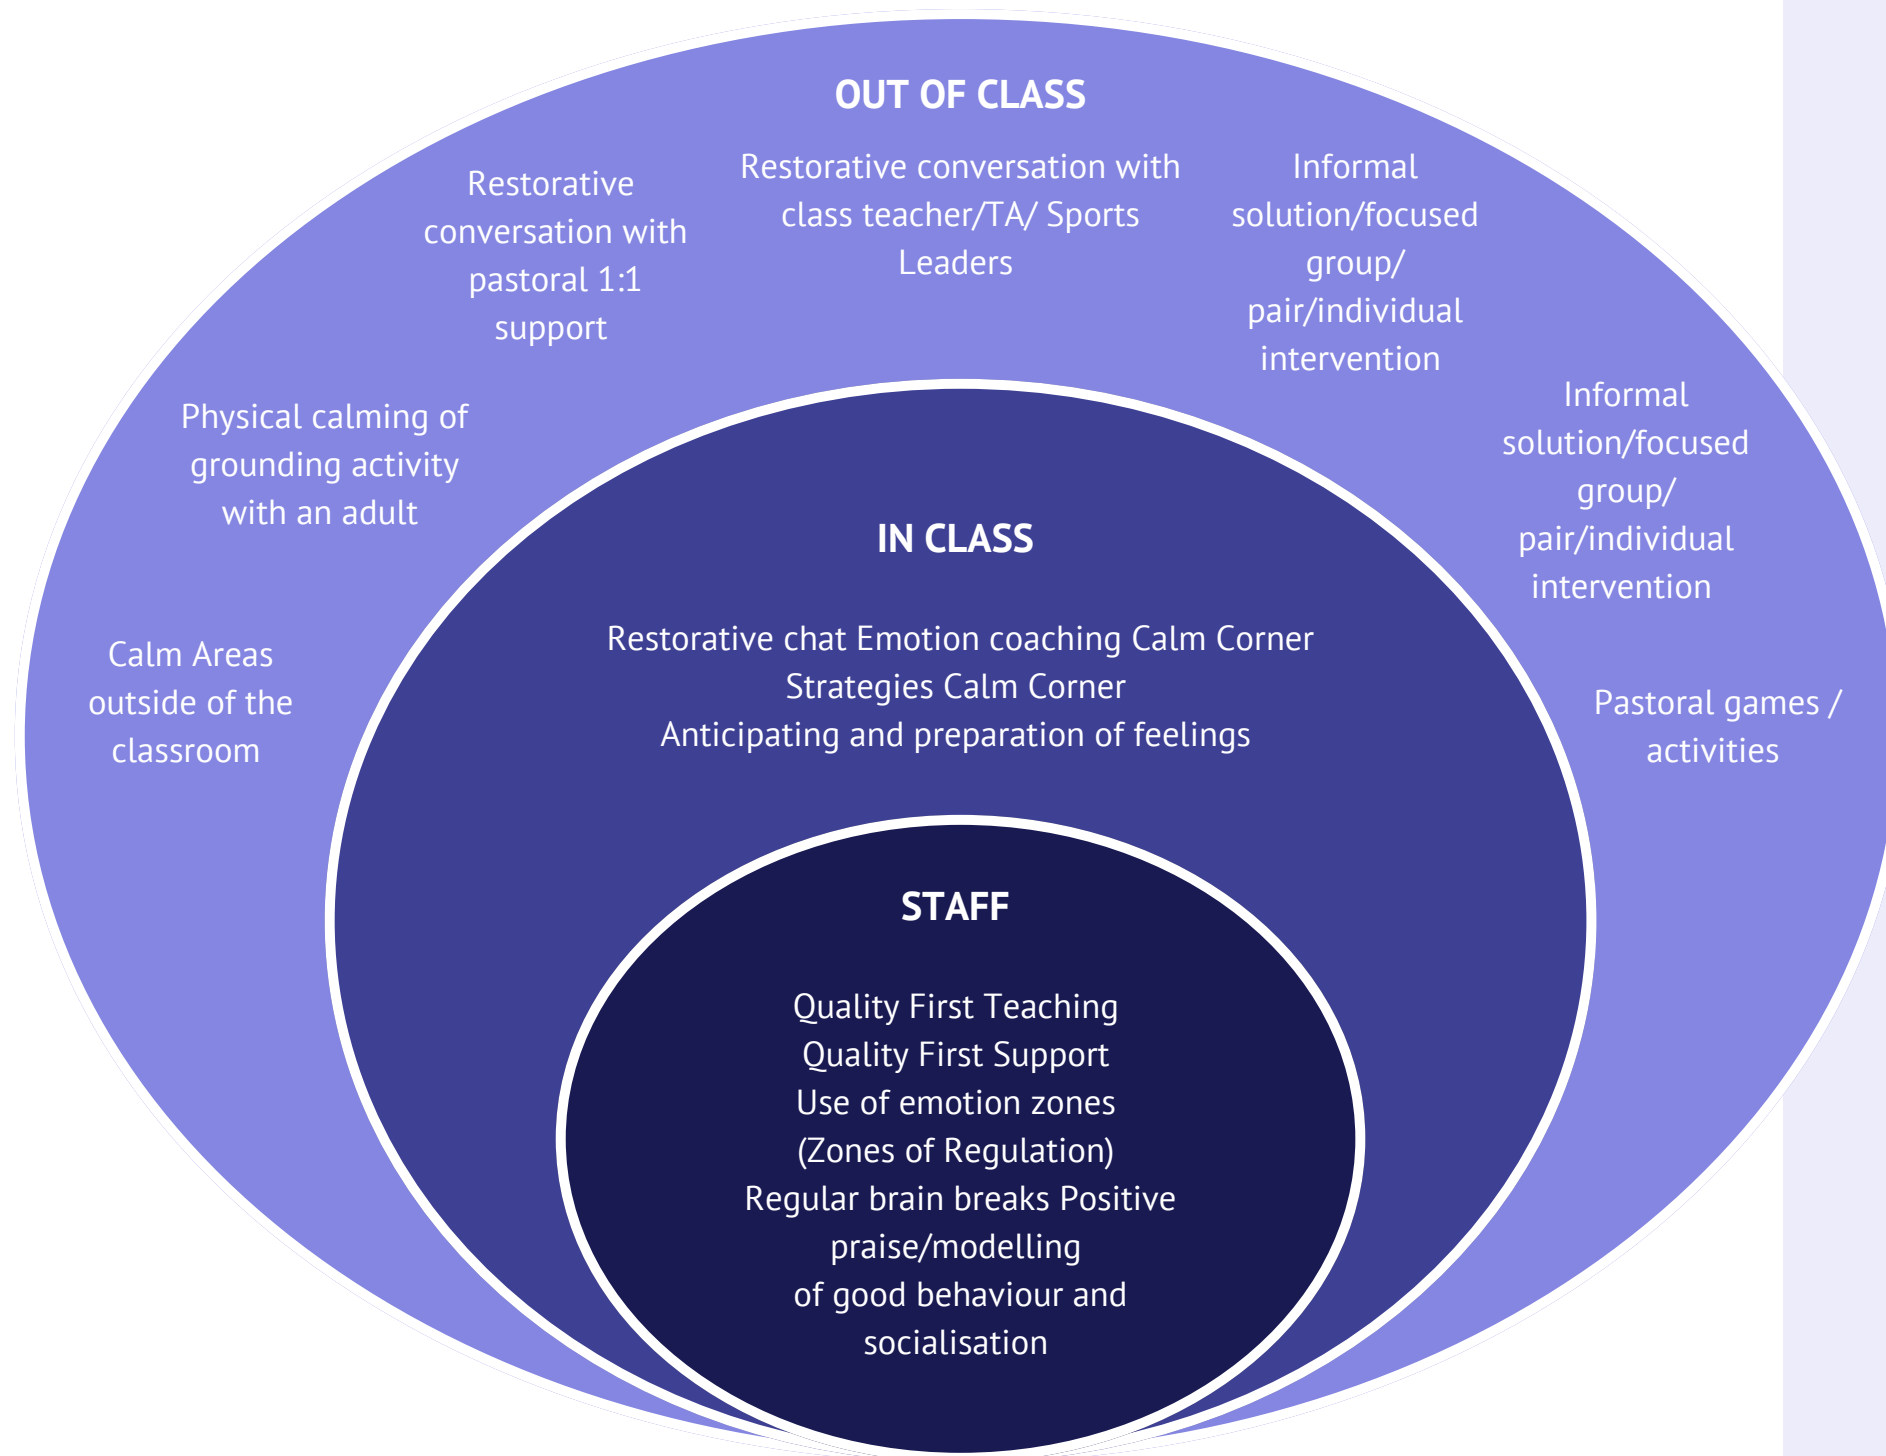 OUT OF CLASS
Restorative
conversation with
pastoral 1:1
support
Restorative conversation with
class teacher/TA/ Sports
Leaders
Informal
solution/focused
group/
pair/individual
intervention
Physical calming of
grounding activity
with an adult
Informal
solution/focused
group/
pair/individual
intervention
Calm Areas
outside of the
classroom
Pastoral games /
activities
IN CLASS
Restorative chat Emotion coaching Calm Corner
Strategies Calm Corner
Anticipating and preparation of feelings
STAFF
Quality First Teaching
Quality First Support
Use of emotion zones
(Zones of Regulation)
Regular brain breaks Positive
praise/modelling
of good behaviour and
socialisation